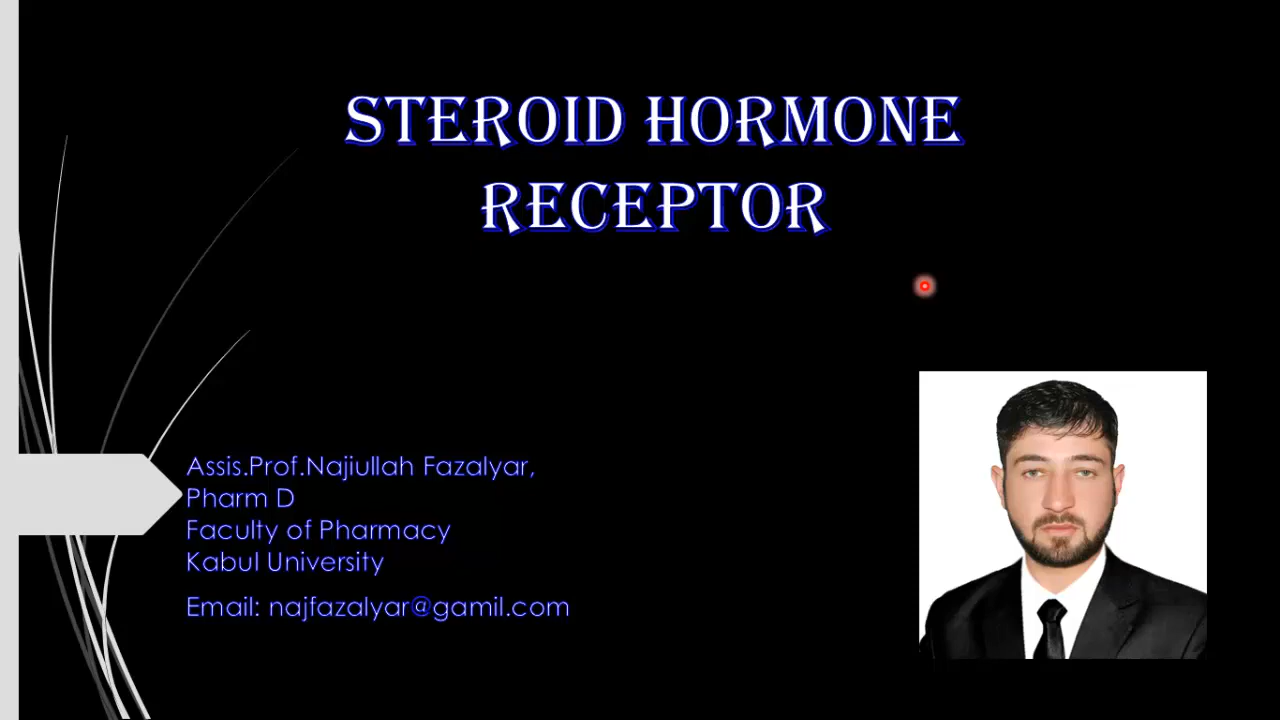 STEROID HORMONE
RECEPTOR
Assis.Prof.Najiullah Fazalyar,
Pharm D
Faculty of Pharmacy
Kabul University
Email: najfazalyar@gamil.com